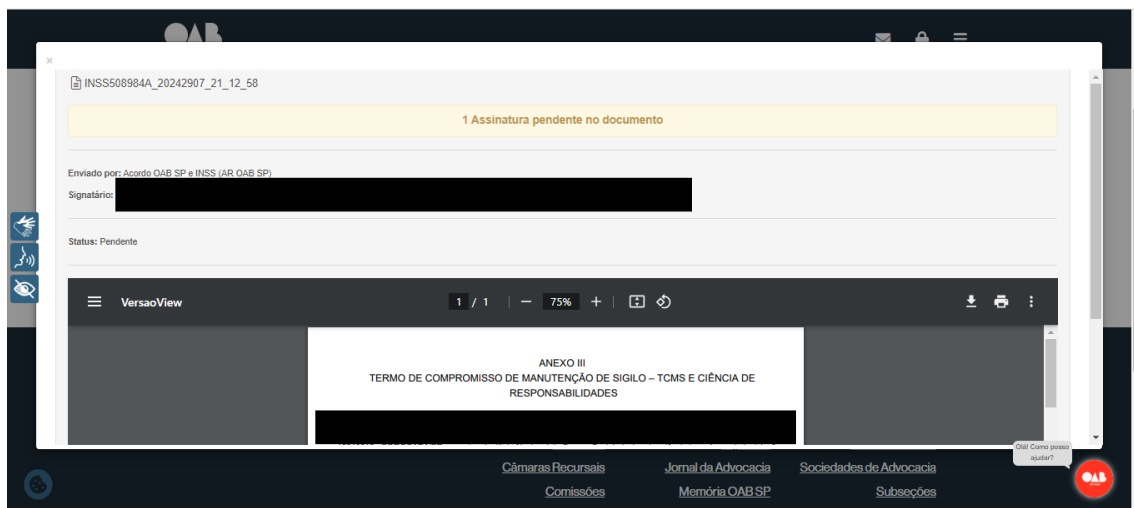 OAB
×
INSS508984A_20242907_21_12_58
1 Assinatura pendente no documento
Enviado por: Acordo OAB SP e INSS (AR OAB SP)
Signatário:
Status: Pendente
VersaoView
1 / 1
75%
ANEXO III
TERMO DE COMPROMISSO DE MANUTENÇÃO DE SIGILO – TCMS E CIÊNCIA DE
RESPONSABILIDADES
Olá! Como posso
ajudar?
Câmaras Recursais
Jornal da Advocacia
Sociedades de Advocacia
Comissões
Memória OAB SP
Subseções
OAB